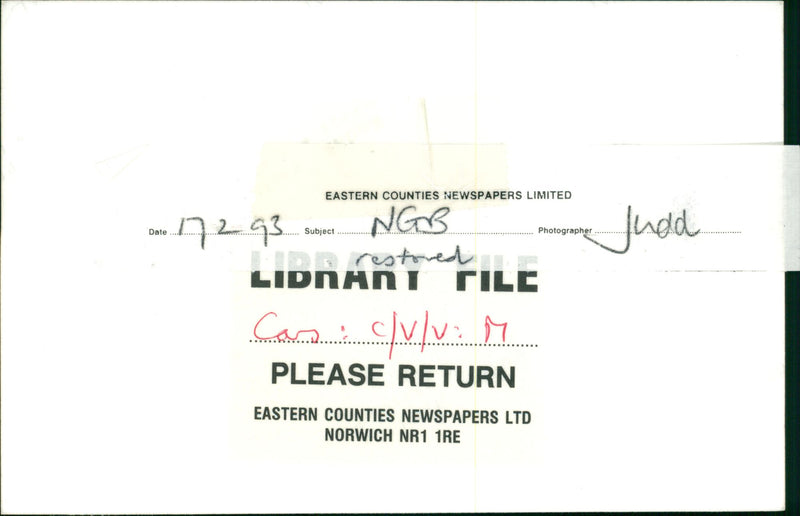 EASTERN COUNTIES NEWSPAPERS LIMITED
Date 17 2 93 Subject NGB Photographer Judd
restored
LIBRARY FILE
Cars: C/V/V: M
PLEASE RETURN
EASTERN COUNTIES NEWSPAPERS LTD
NORWICH NR1 1RE